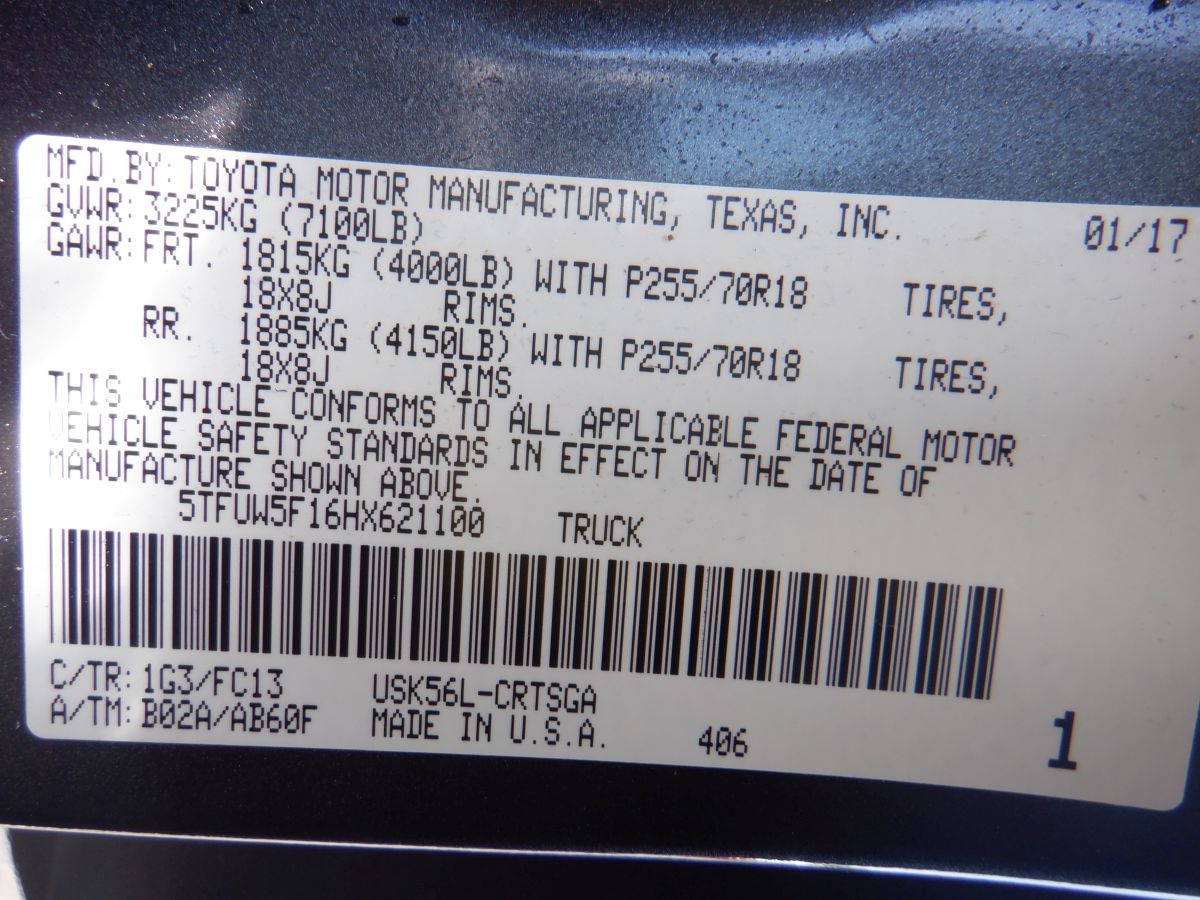 MFD. BY: TOYOTA MOTOR MANUFACTURING, TEXAS, INC. 01/17
GVWR: 3225KG (7100LB)
GAWR: FRT. 1815KG (4000LB) WITH P255/70R18 TIRES,
18X8J RIMS.
RR. 1885KG (4150LB) WITH P255/70R18 TIRES,
18X8J RIMS.
THIS VEHICLE CONFORMS TO ALL APPLICABLE FEDERAL MOTOR
VEHICLE SAFETY STANDARDS IN EFFECT ON THE DATE OF
MANUFACTURE SHOWN ABOVE.
5TFUW5F16HX621100 TRUCK
C/TR: 1G3/FC13 USK56L-CRTSGA
A/TM: B02A/AB60F MADE IN U.S.A. 406 1